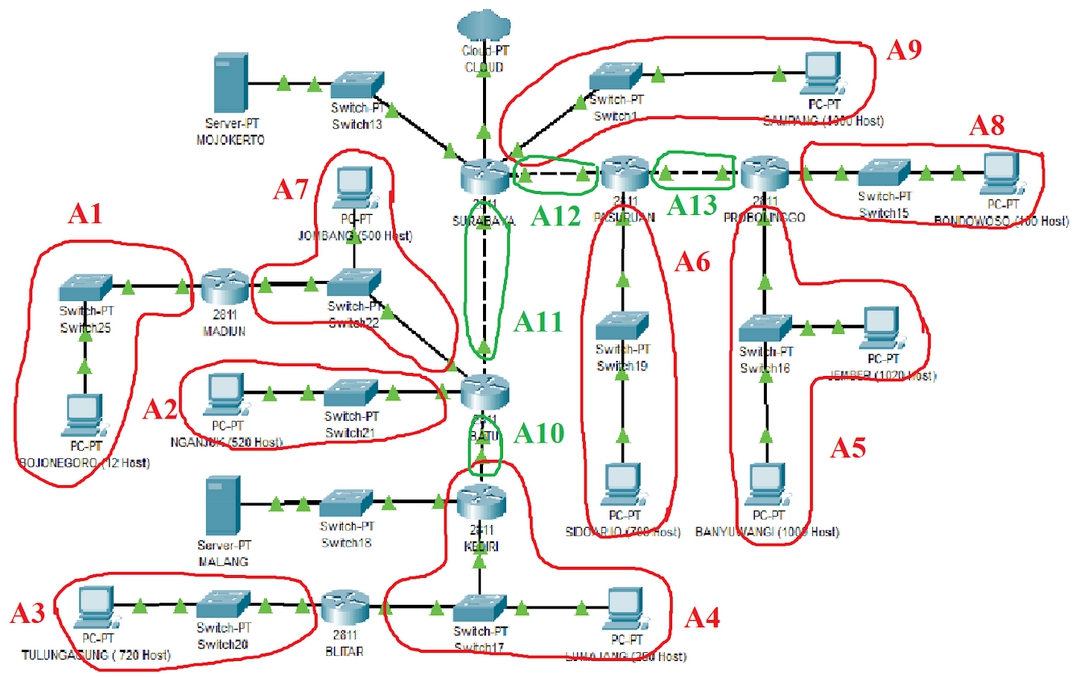 Cloud-PT
CLOUD
A9
Switch-PT
Switch13
Server-PT
MOJOKERTO
Switch-PT
Switch1
PC-PT
SAMPANG (1000 Host)
A8
A7
2811
SURABAYA
A12
2811
PASURUAN
A13
2811
PROBOLINGGO
Switch-PT
Switch15
PC-PT
BONDOWOSO (100 Host)
A1
PC-PT
JOMBANG (500 Host)
A6
Switch-PT
Switch25
2811
MADIUN
Switch-PT
Switch22
A11
Switch-PT
Switch19
Switch-PT
Switch16
PC-PT
JEMBER (1020 Host)
A2
PC-PT
NGANJUK (520 Host)
Switch-PT
Switch21
2811
BATU
A10
PC-PT
BOJONEGORO (12 Host)
A5
2811
KEDIRI
PC-PT
SIDOARJO (700 Host)
PC-PT
BANYUWANGI (1000 Host)
Server-PT
MALANG
Switch-PT
Switch18
A3
PC-PT
TULUNGAGUNG ( 720 Host)
Switch-PT
Switch20
2811
BLITAR
Switch-PT
Switch17
PC-PT
LUMAJANG
A4